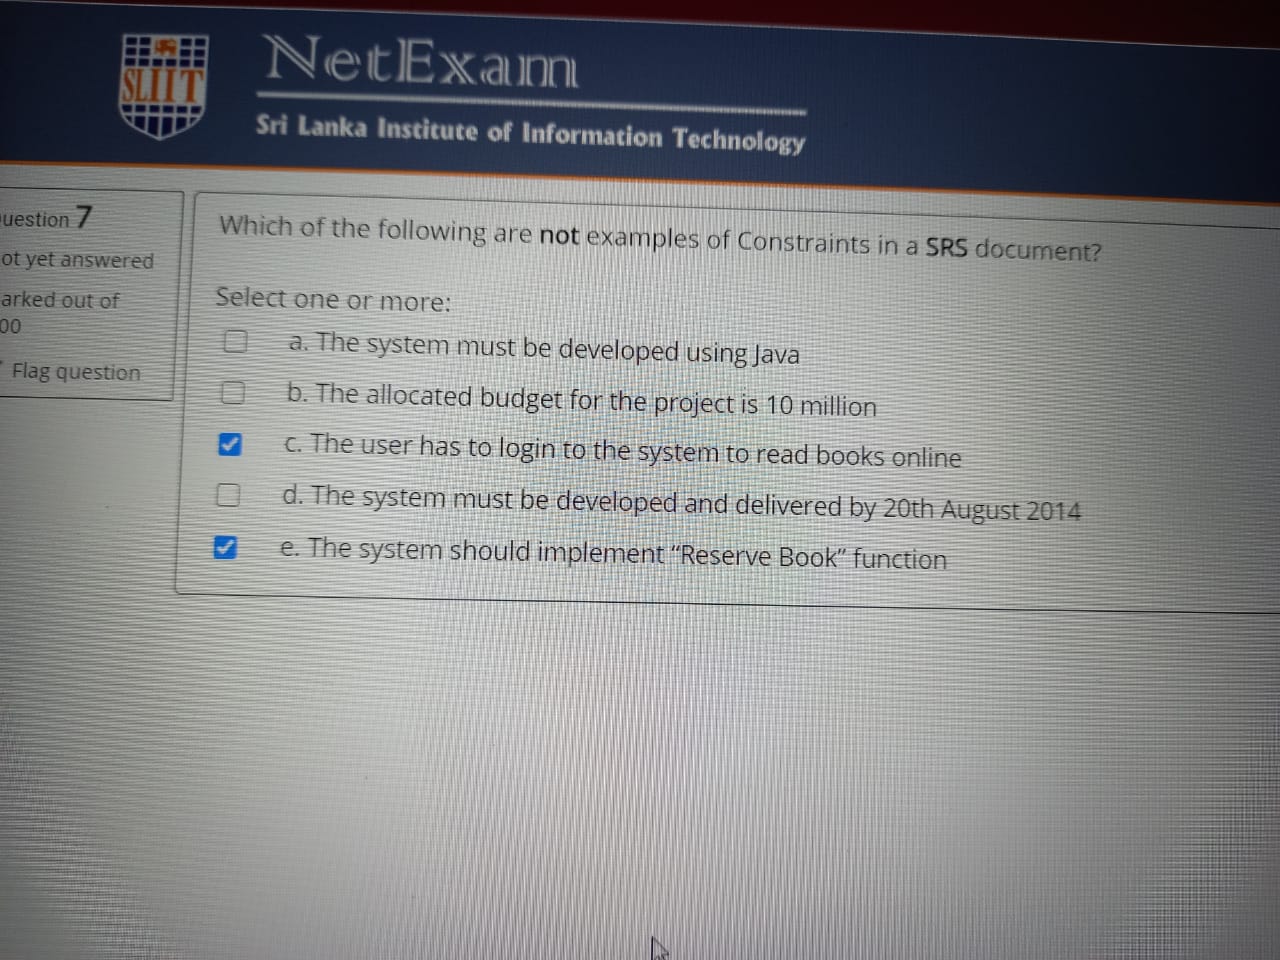 SLIIT
NetExam
Sri Lanka Institute of Information Technology
uestion 7
ot yet answered
arked out of
00
Flag question
Which of the following are not examples of Constraints in a SRS document?
Select one or more:
a. The system must be developed using Java
b. The allocated budget for the project is 10 million
c. The user has to login to the system to read books online
d. The system must be developed and delivered by 20th August 2014
e. The system should implement “Reserve Book” function